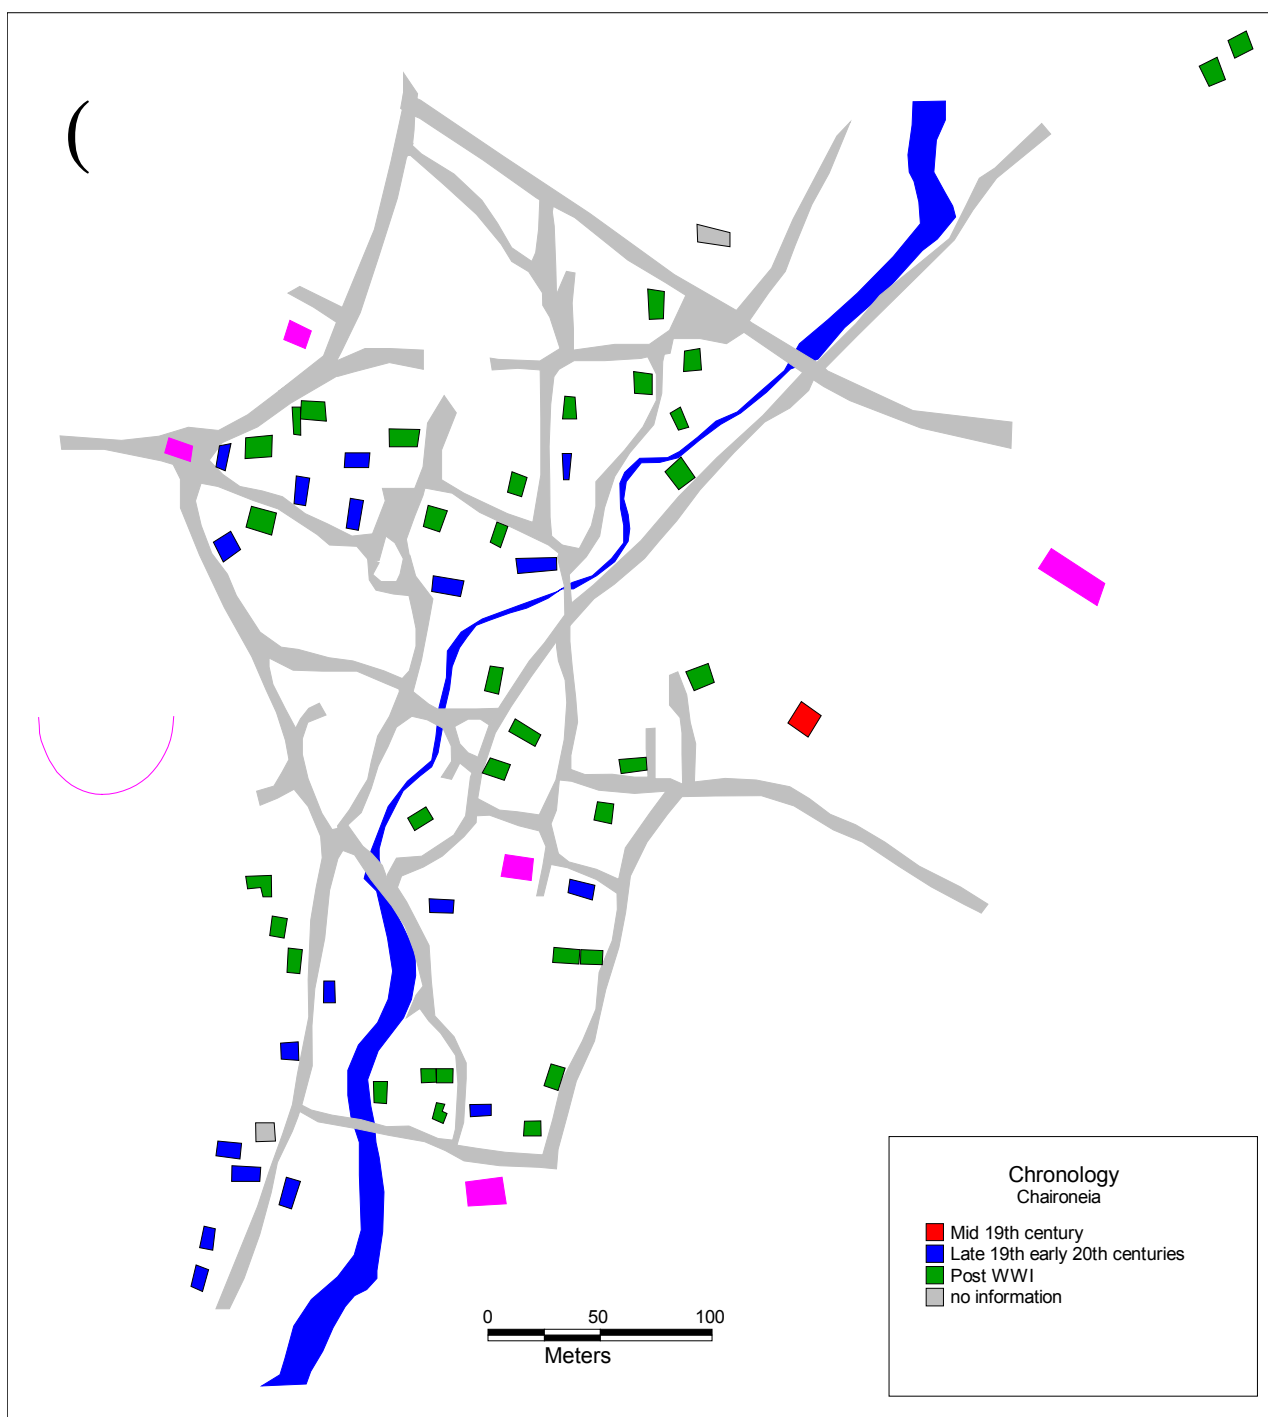 (
Chronology
Chaironeia
Mid 19th century
Late 19th early 20th centuries
Post WWI
no information
0 50 100
Meters